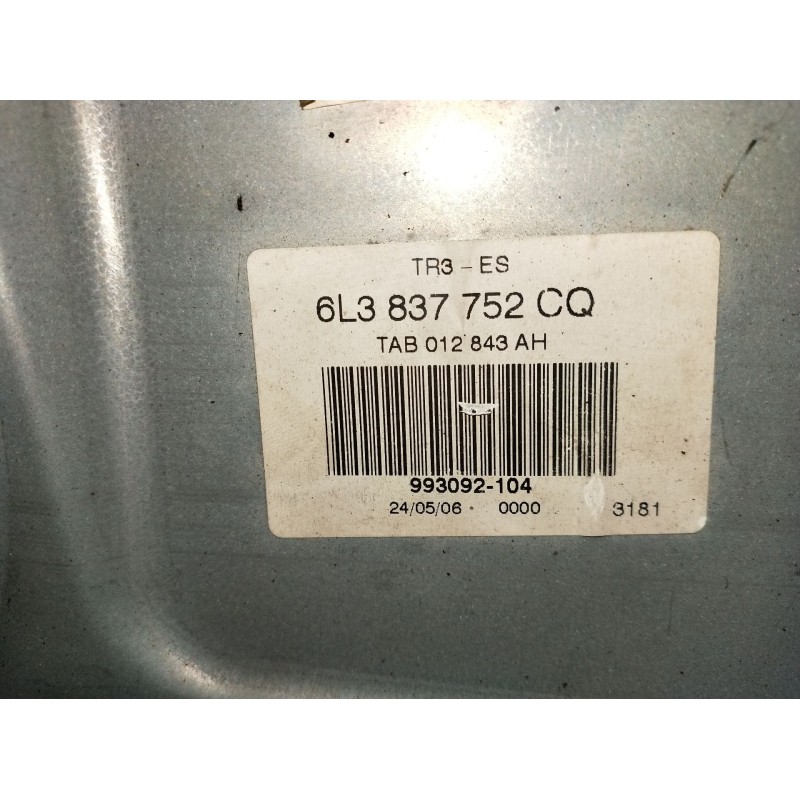 TR3 - ES
6L3 837 752 CQ
TAB 012 843 AH
993092-104
24/05/06 · 0000 3181